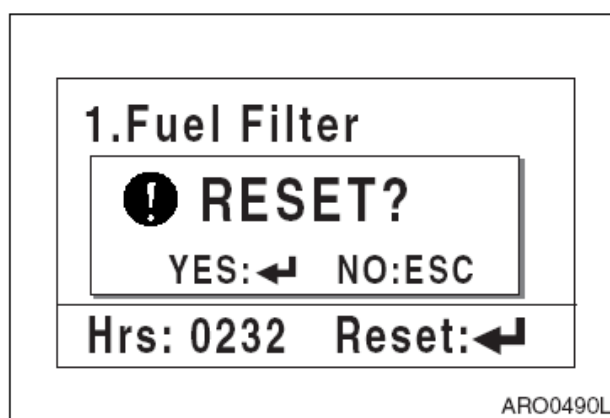 1.Fuel Filter
! RESET?
YES:↵ NO:ESC
Hrs: 0232 Reset:↵
ARO0490L